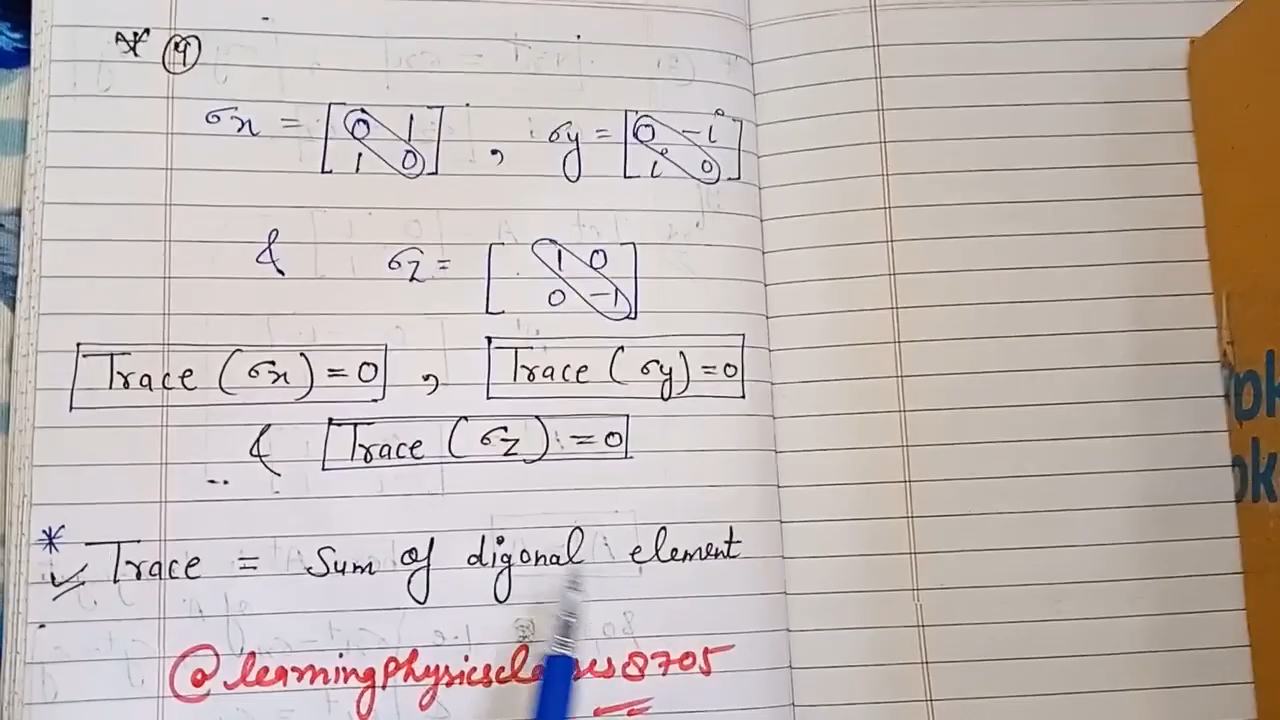 * (4)
σx = [0 1
1 0] , σy = [0 -i
i 0]
& σz = [1 0
0 -1]
Trace (σx) = 0 , Trace (σy) = 0
& Trace (σz) = 0
* Trace = Sum of digonal element